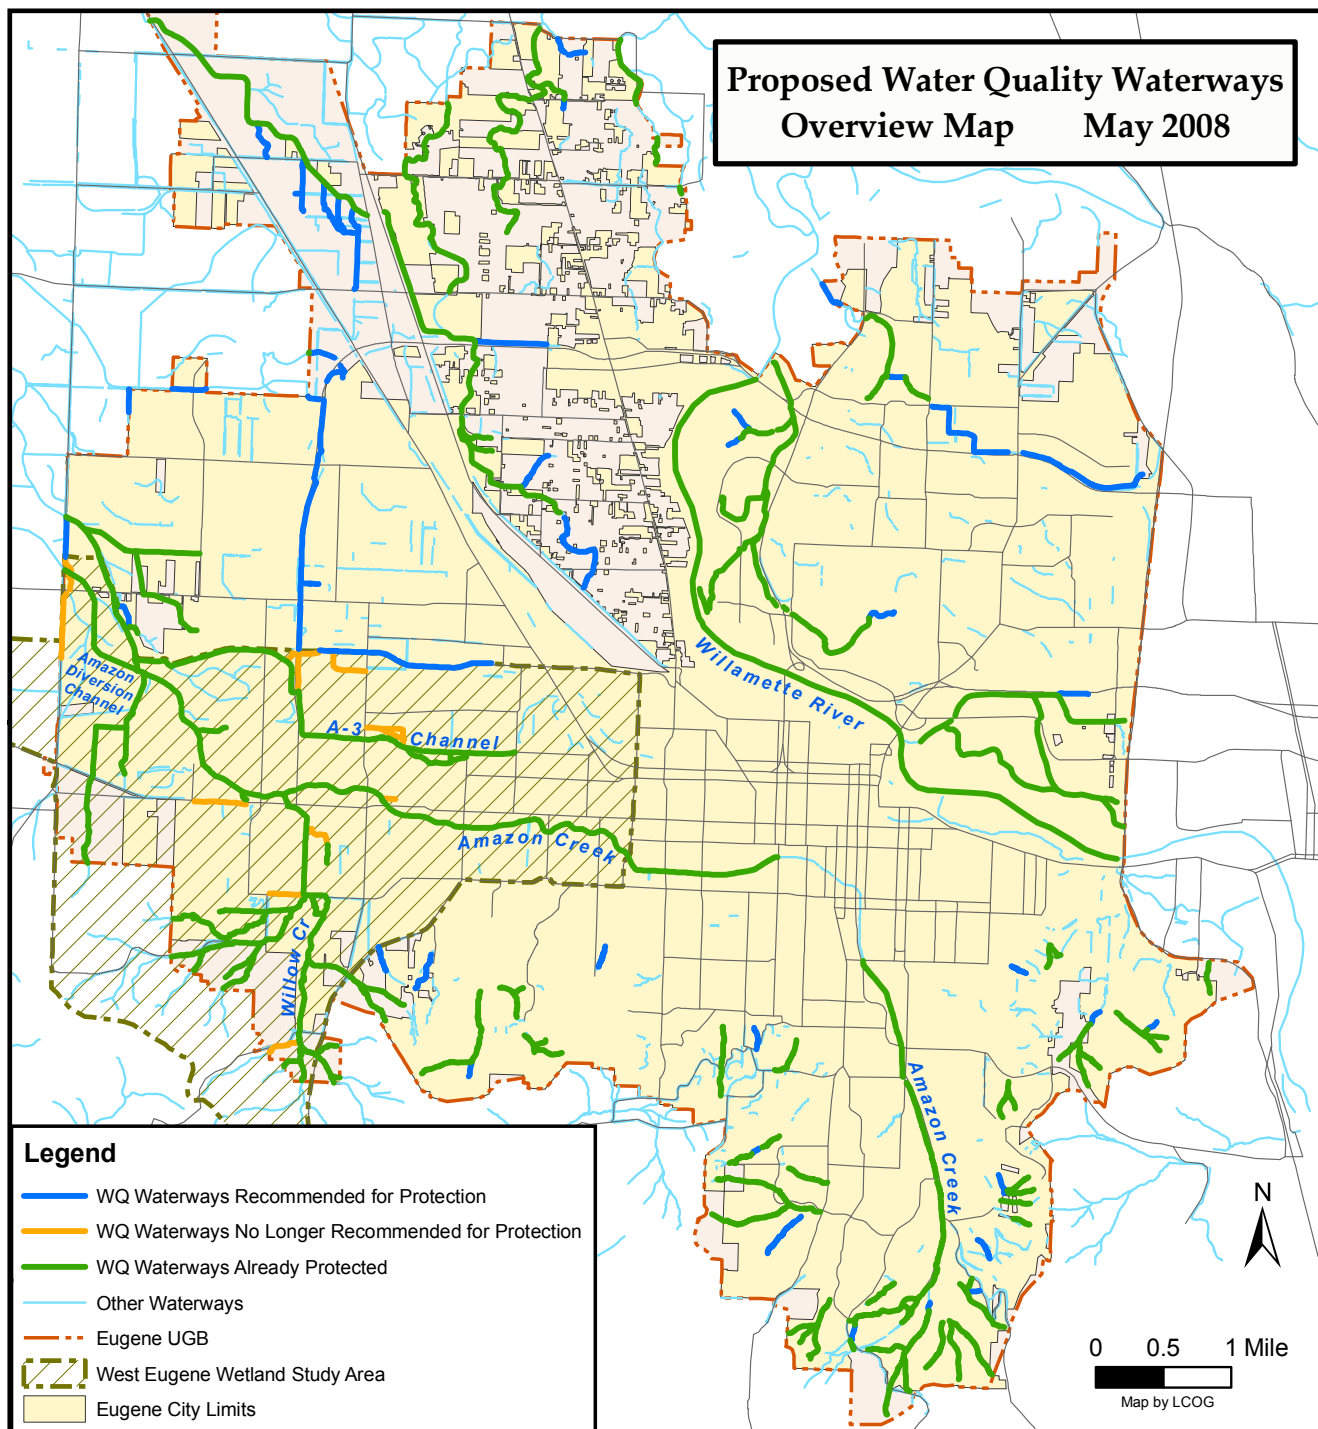 Proposed Water Quality Waterways
Overview Map May 2008
Willamette River
Amazon
Diversion
Channel
A-3 Channel
Amazon Creek
Willow Cr
Amazon Creek
Legend
WQ Waterways Recommended for Protection
WQ Waterways No Longer Recommended for Protection
WQ Waterways Already Protected
Other Waterways
Eugene UGB
West Eugene Wetland Study Area
Eugene City Limits
N
0 0.5 1 Mile
Map by LCOG